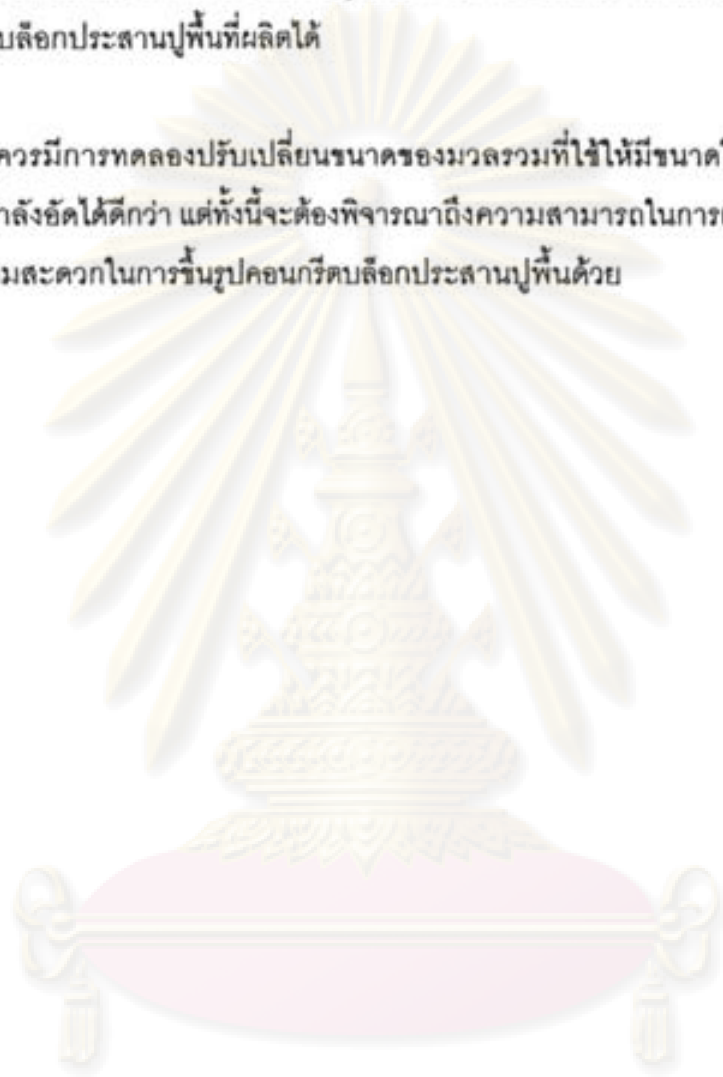 บล็อกประสานปูพื้นที่ผลิตได้
ควรมีการทดลองปรับเปลี่ยนขนาดของมวลรวมที่ใช้ให้มีขนาด
กำลังอัดได้ดีกว่า แต่ทั้งนี้จะต้องพิจารณาถึงความสามารถในการ
มสะดวกในการขึ้นรูปคอนกรีตบล็อกประสานปูพื้นด้วย